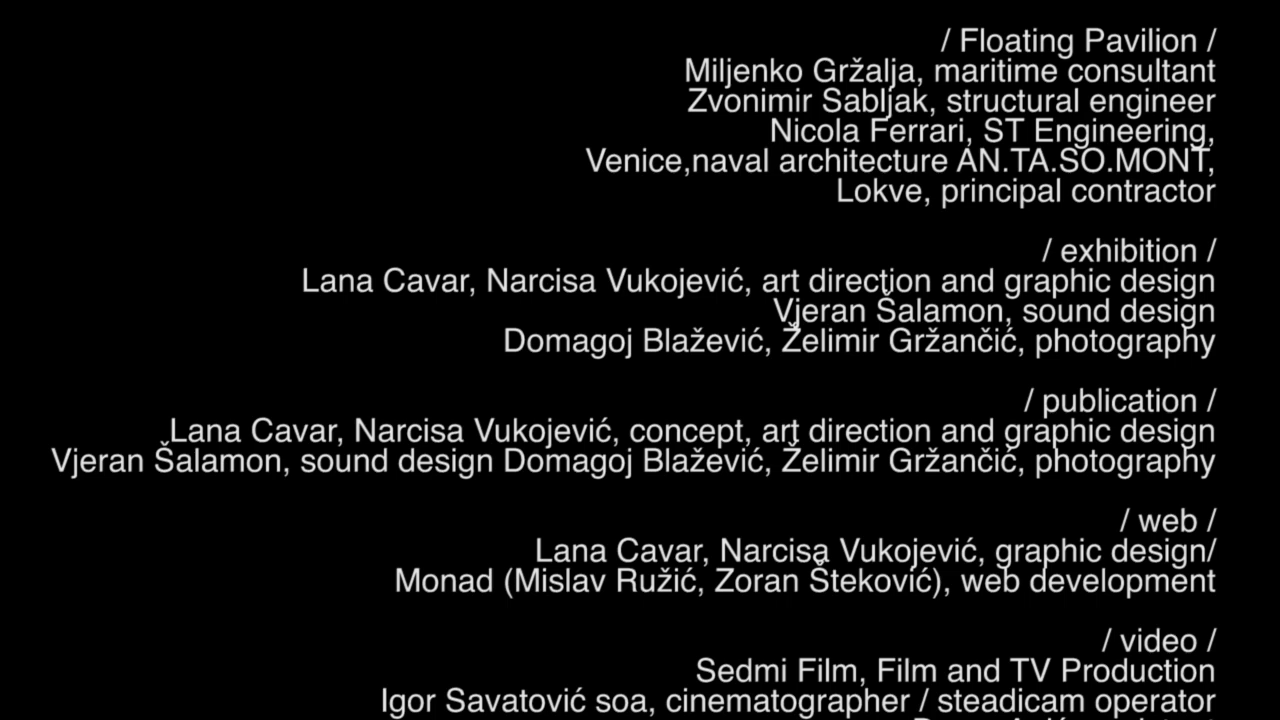 / Floating Pavilion /
Miljenko Gržalja, maritime consultant
Zvonimir Sabljak, structural engineer
Nicola Ferrari, ST Engineering,
Venice,naval architecture AN.TA.SO.MONT,
Lokve, principal contractor
/ exhibition /
Lana Cavar, Narcisa Vukojević, art direction and graphic design
Vjeran Šalamon, sound design
Domagoj Blažević, Želimir Gržančić, photography
/ publication /
Lana Cavar, Narcisa Vukojević, concept, art direction and graphic design
Vjeran Šalamon, sound design Domagoj Blažević, Želimir Gržančić, photography
/ web /
Lana Cavar, Narcisa Vukojević, graphic design/
Monad (Mislav Ružić, Zoran Šteković), web development
/ video /
Sedmi Film, Film and TV Production
Igor Savatović soa, cinematographer / steadicam operator